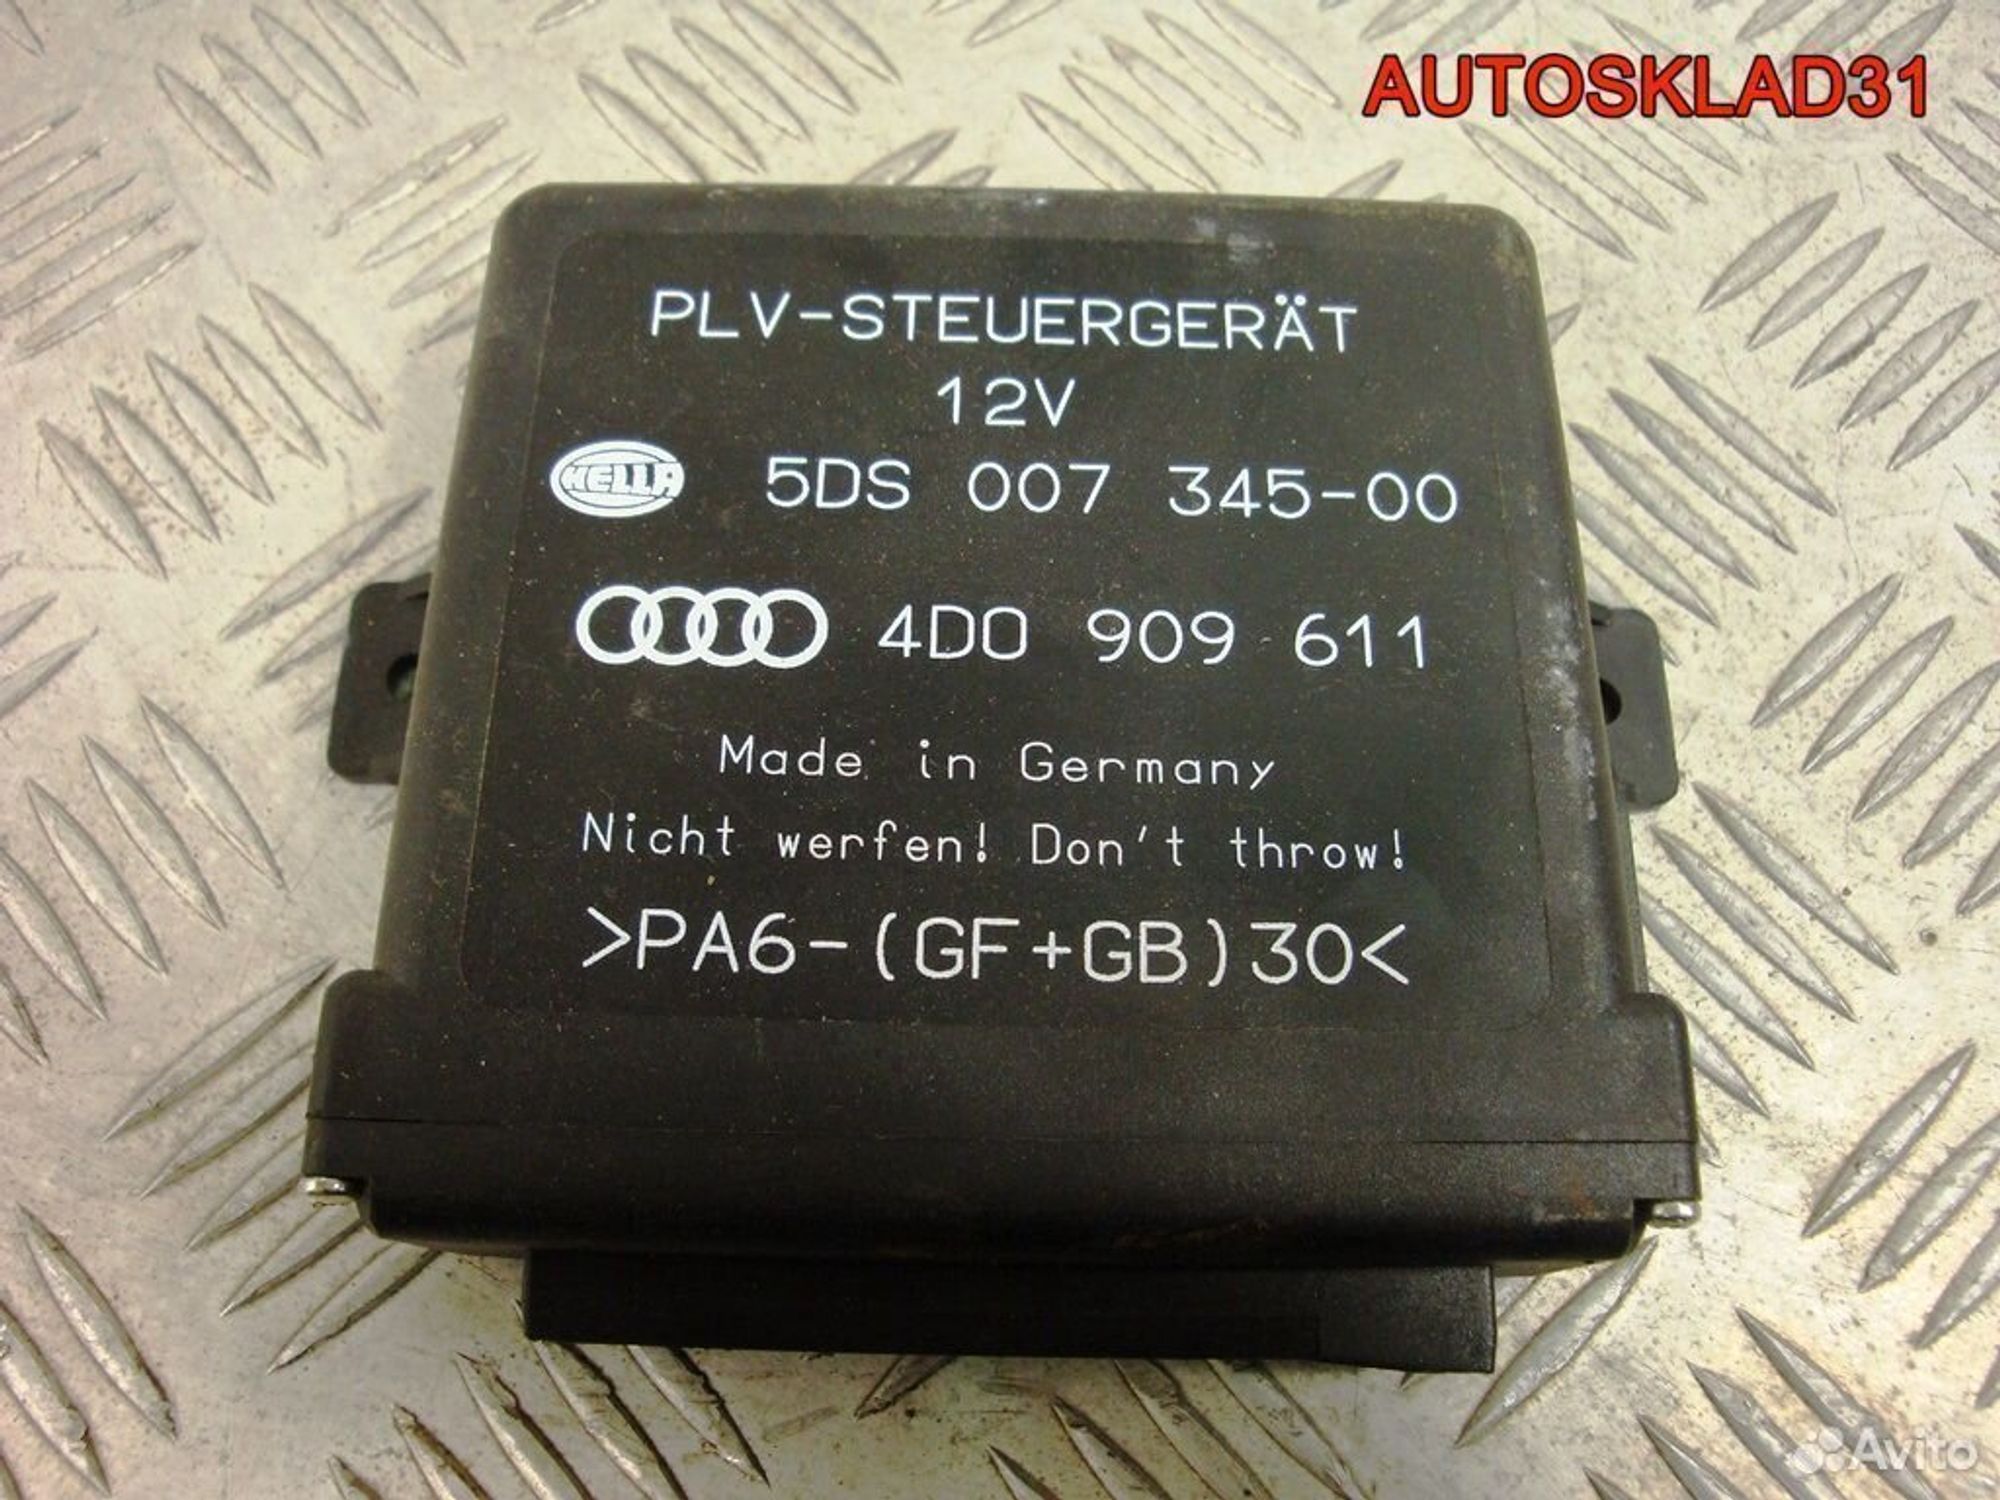 AUTOSKLAD31
PLV-STEUERGERÄT
12V
HELLA 5DS 007 345-00
4D0 909 611
Made in Germany
Nicht werfen! Don't throw!
>PA6-(GF+GB)30<
Avito